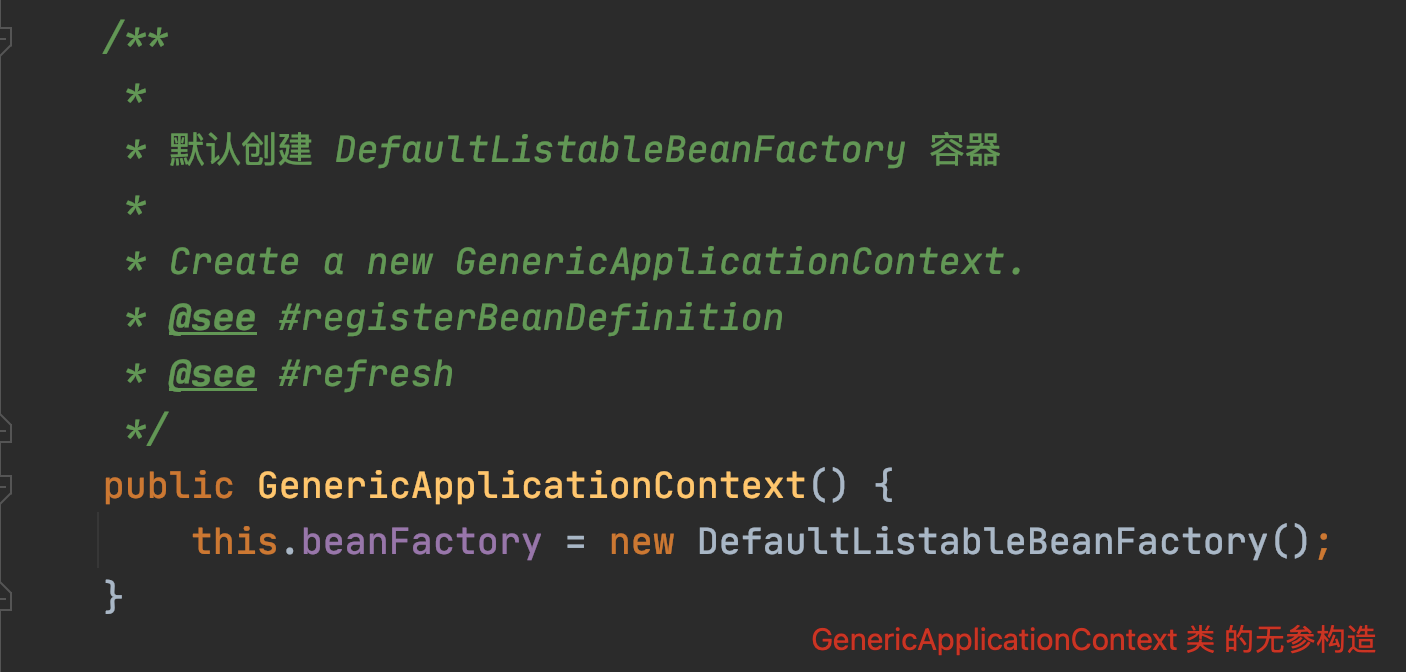 /**
*
* 默认创建 DefaultListableBeanFactory 容器
*
* Create a new GenericApplicationContext.
* @see #registerBeanDefinition
* @see #refresh
*/
public GenericApplicationContext() {
this.beanFactory = new DefaultListableBeanFactory();
}
GenericApplicationContext 类 的无参构造